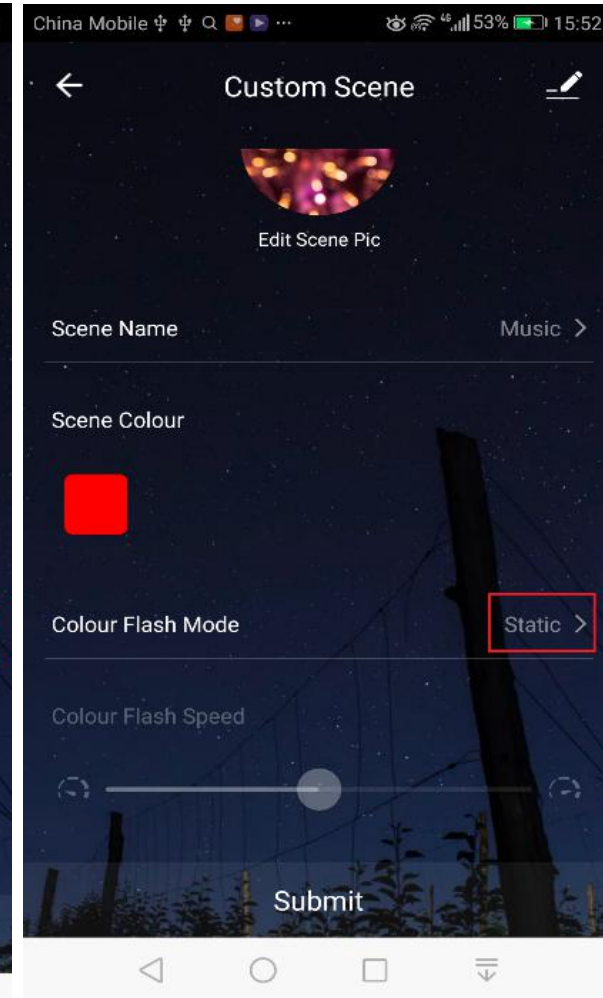 China Mobile 53% 15:52
Custom Scene
Edit Scene Pic
Scene Name Music
Scene Colour
Colour Flash Mode Static
Colour Flash Speed
Submit